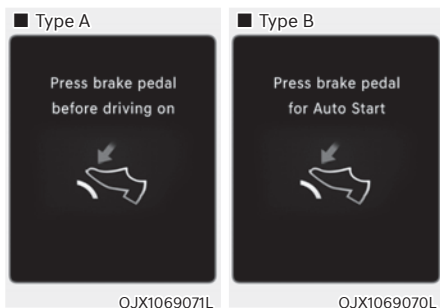 ■ Type A
Press brake pedal
before driving on
OJX1069071L
■ Type B
Press brake pedal
for Auto Start
OJX1069070L